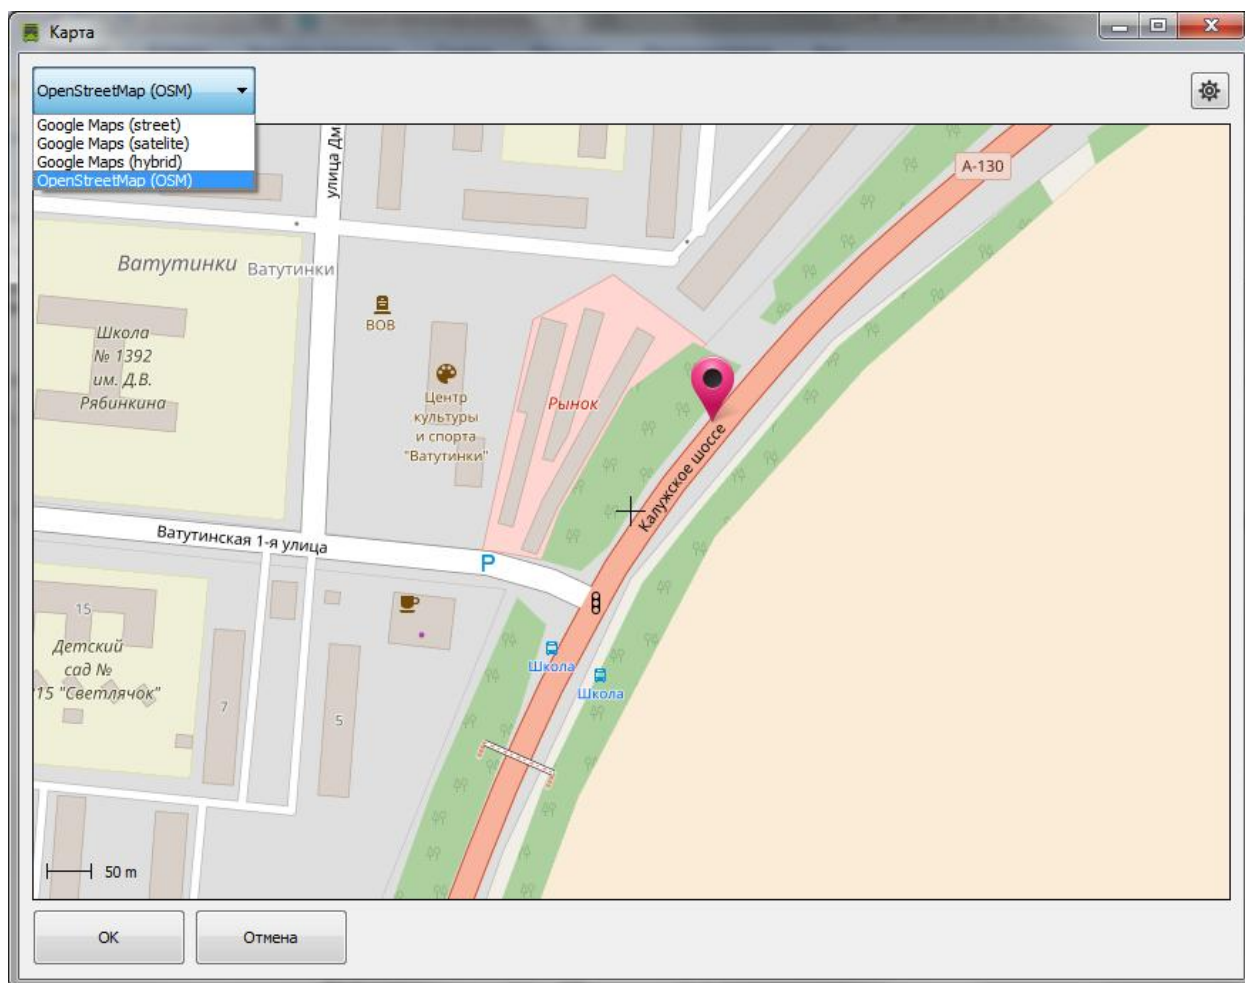 Карта
OpenStreetMap (OSM)
Google Maps (street)
Google Maps (satelite)
Google Maps (hybrid)
OpenStreetMap (OSM)
улица Дм
А-130
Ватутинки
Ватутинки
ВОВ
Школа
№ 1392
им. Д.В.
Рябинкина
Центр
культуры
и спорта
"Ватутинки"
Рынок
Калужское шоссе
Ватутинская 1-я улица
P
15
Детский
сад №
15 "Светлячок"
7
5
Школа
Школа
50 m
OK
Отмена